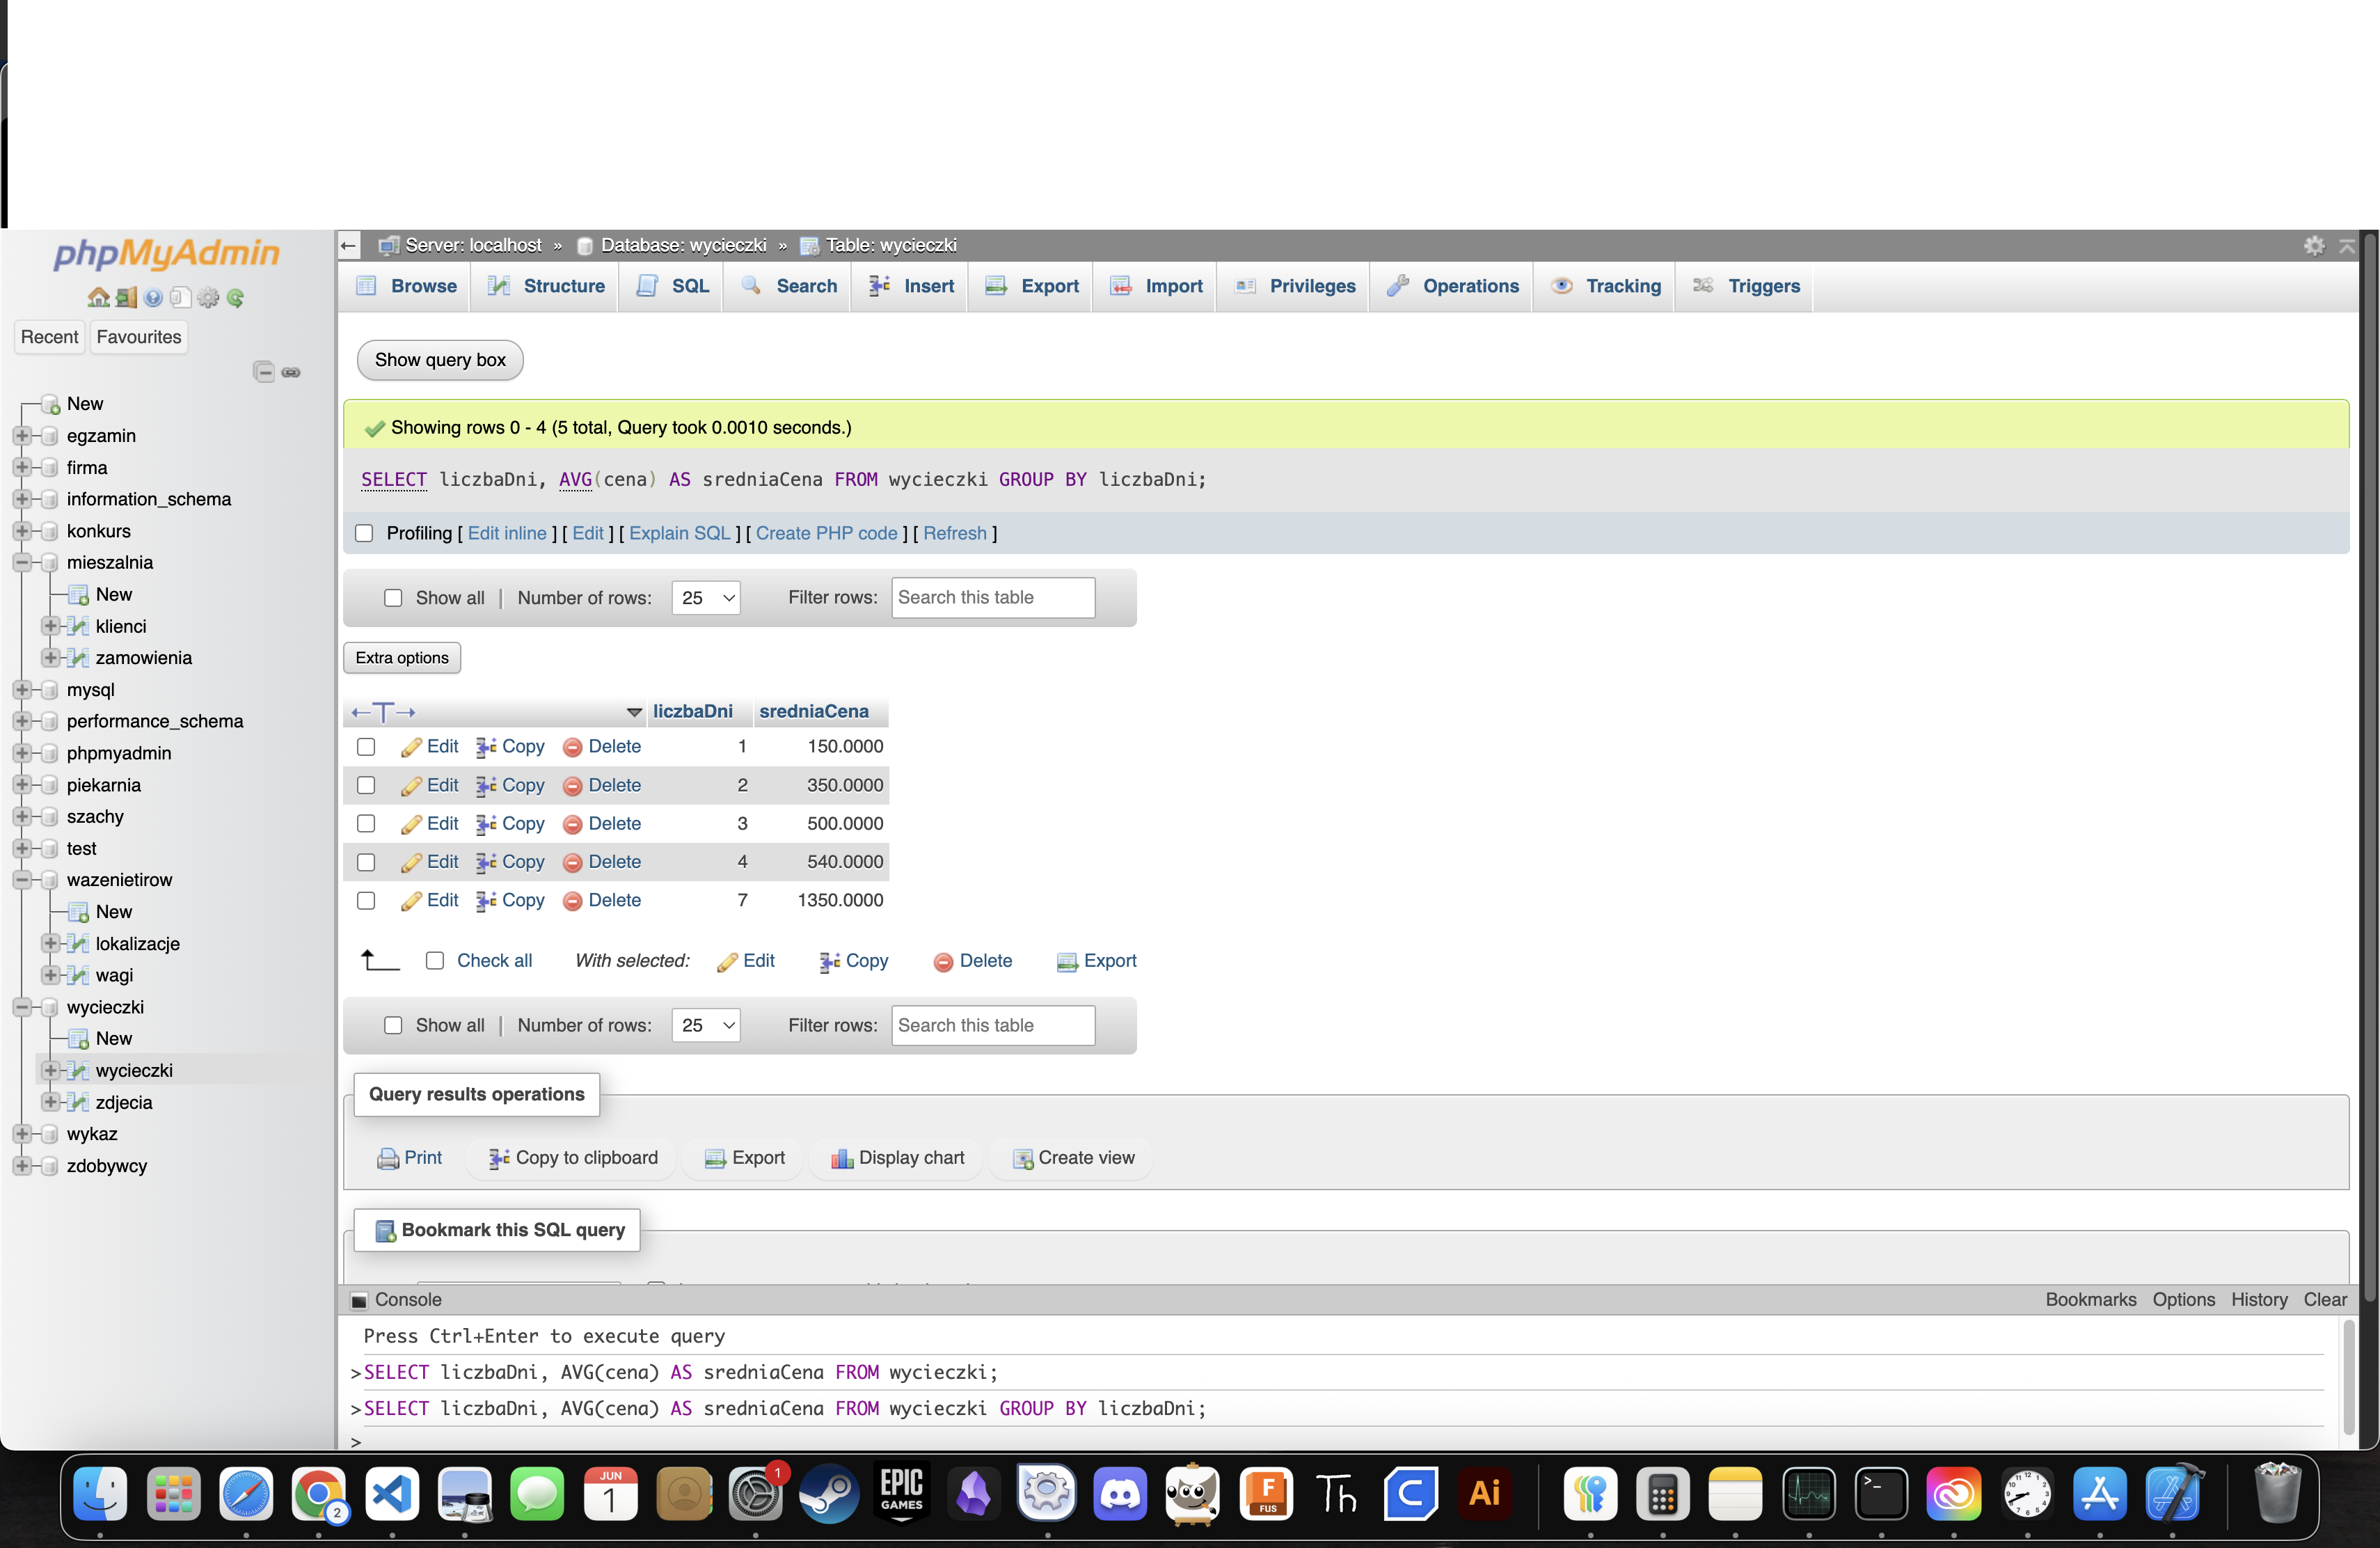 phpMyAdmin
Recent Favourites
New
egzamin
firma
information_schema
konkurs
mieszalnia
New
klienci
zamowienia
mysql
performance_schema
phpmyadmin
piekarnia
szachy
test
wazenietirow
New
lokalizacje
wagi
wycieczki
New
wycieczki
zdjecia
wykaz
zdobywcy
← Server: localhost » Database: wycieczki » Table: wycieczki
Browse Structure SQL Search Insert Export Import Privileges Operations Tracking Triggers
Show query box
Showing rows 0 - 4 (5 total, Query took 0.0010 seconds.)
SELECT liczbaDni, AVG(cena) AS sredniaCena FROM wycieczki GROUP BY liczbaDni;
Profiling [ Edit inline ] [ Edit ] [ Explain SQL ] [ Create PHP code ] [ Refresh ]
Show all | Number of rows: 25 Filter rows: Search this table
Extra options
←T→ liczbaDni sredniaCena
Edit Copy Delete 1 150.0000
Edit Copy Delete 2 350.0000
Edit Copy Delete 3 500.0000
Edit Copy Delete 4 540.0000
Edit Copy Delete 7 1350.0000
Check all With selected: Edit Copy Delete Export
Show all | Number of rows: 25 Filter rows: Search this table
Query results operations
Print Copy to clipboard Export Display chart Create view
Bookmark this SQL query
Console Bookmarks Options History Clear
Press Ctrl+Enter to execute query
>SELECT liczbaDni, AVG(cena) AS sredniaCena FROM wycieczki;
>SELECT liczbaDni, AVG(cena) AS sredniaCena FROM wycieczki GROUP BY liczbaDni;
>
2
JUN
1
1
EPIC
GAMES
F
FUS
Th
C
Ai
>_